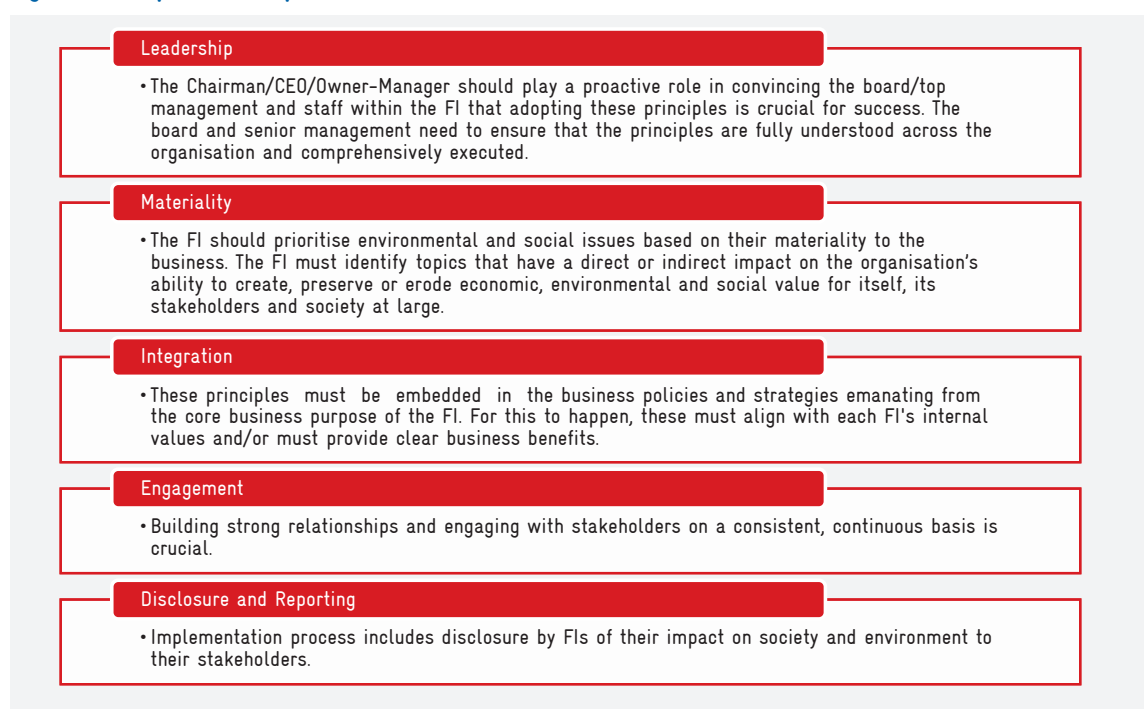 Leadership
• The Chairman/CEO/Owner-Manager should play a proactive role in convincing the board/top
management and staff within the FI that adopting these principles is crucial for success. The
board and senior management need to ensure that the principles are fully understood across the
organisation and comprehensively executed.
Materiality
• The FI should prioritise environmental and social issues based on their materiality to the
business. The FI must identify topics that have a direct or indirect impact on the organisation's
ability to create, preserve or erode economic, environmental and social value for itself, its
stakeholders and society at large.
Integration
• These principles must be embedded in the business policies and strategies emanating from
the core business purpose of the FI. For this to happen, these must align with each FI's internal
values and/or must provide clear business benefits.
Engagement
• Building strong relationships and engaging with stakeholders on a consistent, continuous basis is
crucial.
Disclosure and Reporting
• Implementation process includes disclosure by FIs of their impact on society and environment to
their stakeholders.